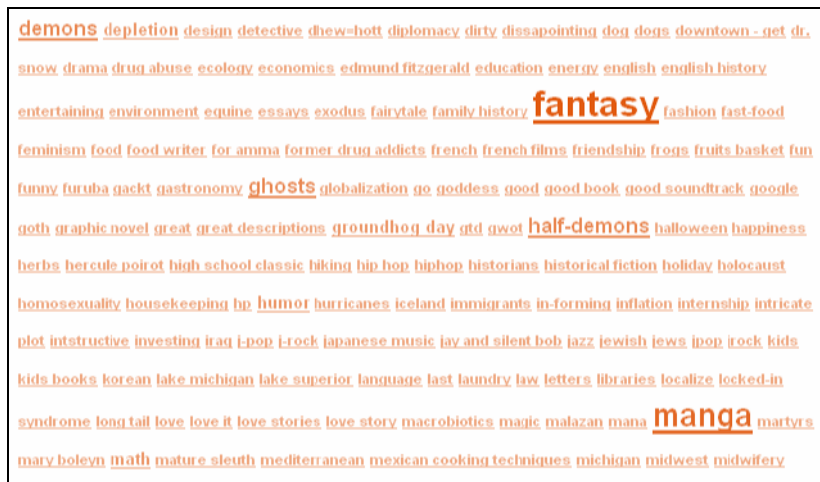 demons depletion design detective dhew=hott diplomacy dirty dissapointing dog dogs downtown - get dr.
snow drama drug abuse ecology economics edmund fitzgerald education energy english english history
entertaining environment equine essays exodus fairytale family history fantasy fashion fast-food
feminism food food writer for amma former drug addicts french french films friendship frogs fruits basket fun
funny furuba gackt gastronomy ghosts globalization go goddess good good book good soundtrack google
goth graphic novel great great descriptions groundhog day gtd gwot half-demons halloween happiness
herbs hercule poirot high school classic hiking hip hop hiphop historians historical fiction holiday holocaust
homosexuality housekeeping hp humor hurricanes iceland immigrants in-forming inflation internship intricate
plot intstructive investing iraq j-pop j-rock japanese music jay and silent bob jazz jewish jews jpop jrock kids
kids books korean lake michigan lake superior language last laundry law letters libraries localize locked-in
syndrome long tail love love it love stories love story macrobiotics magic malazan mana manga martyrs
mary boleyn math mature sleuth mediterranean mexican cooking techniques michigan midwest midwifery